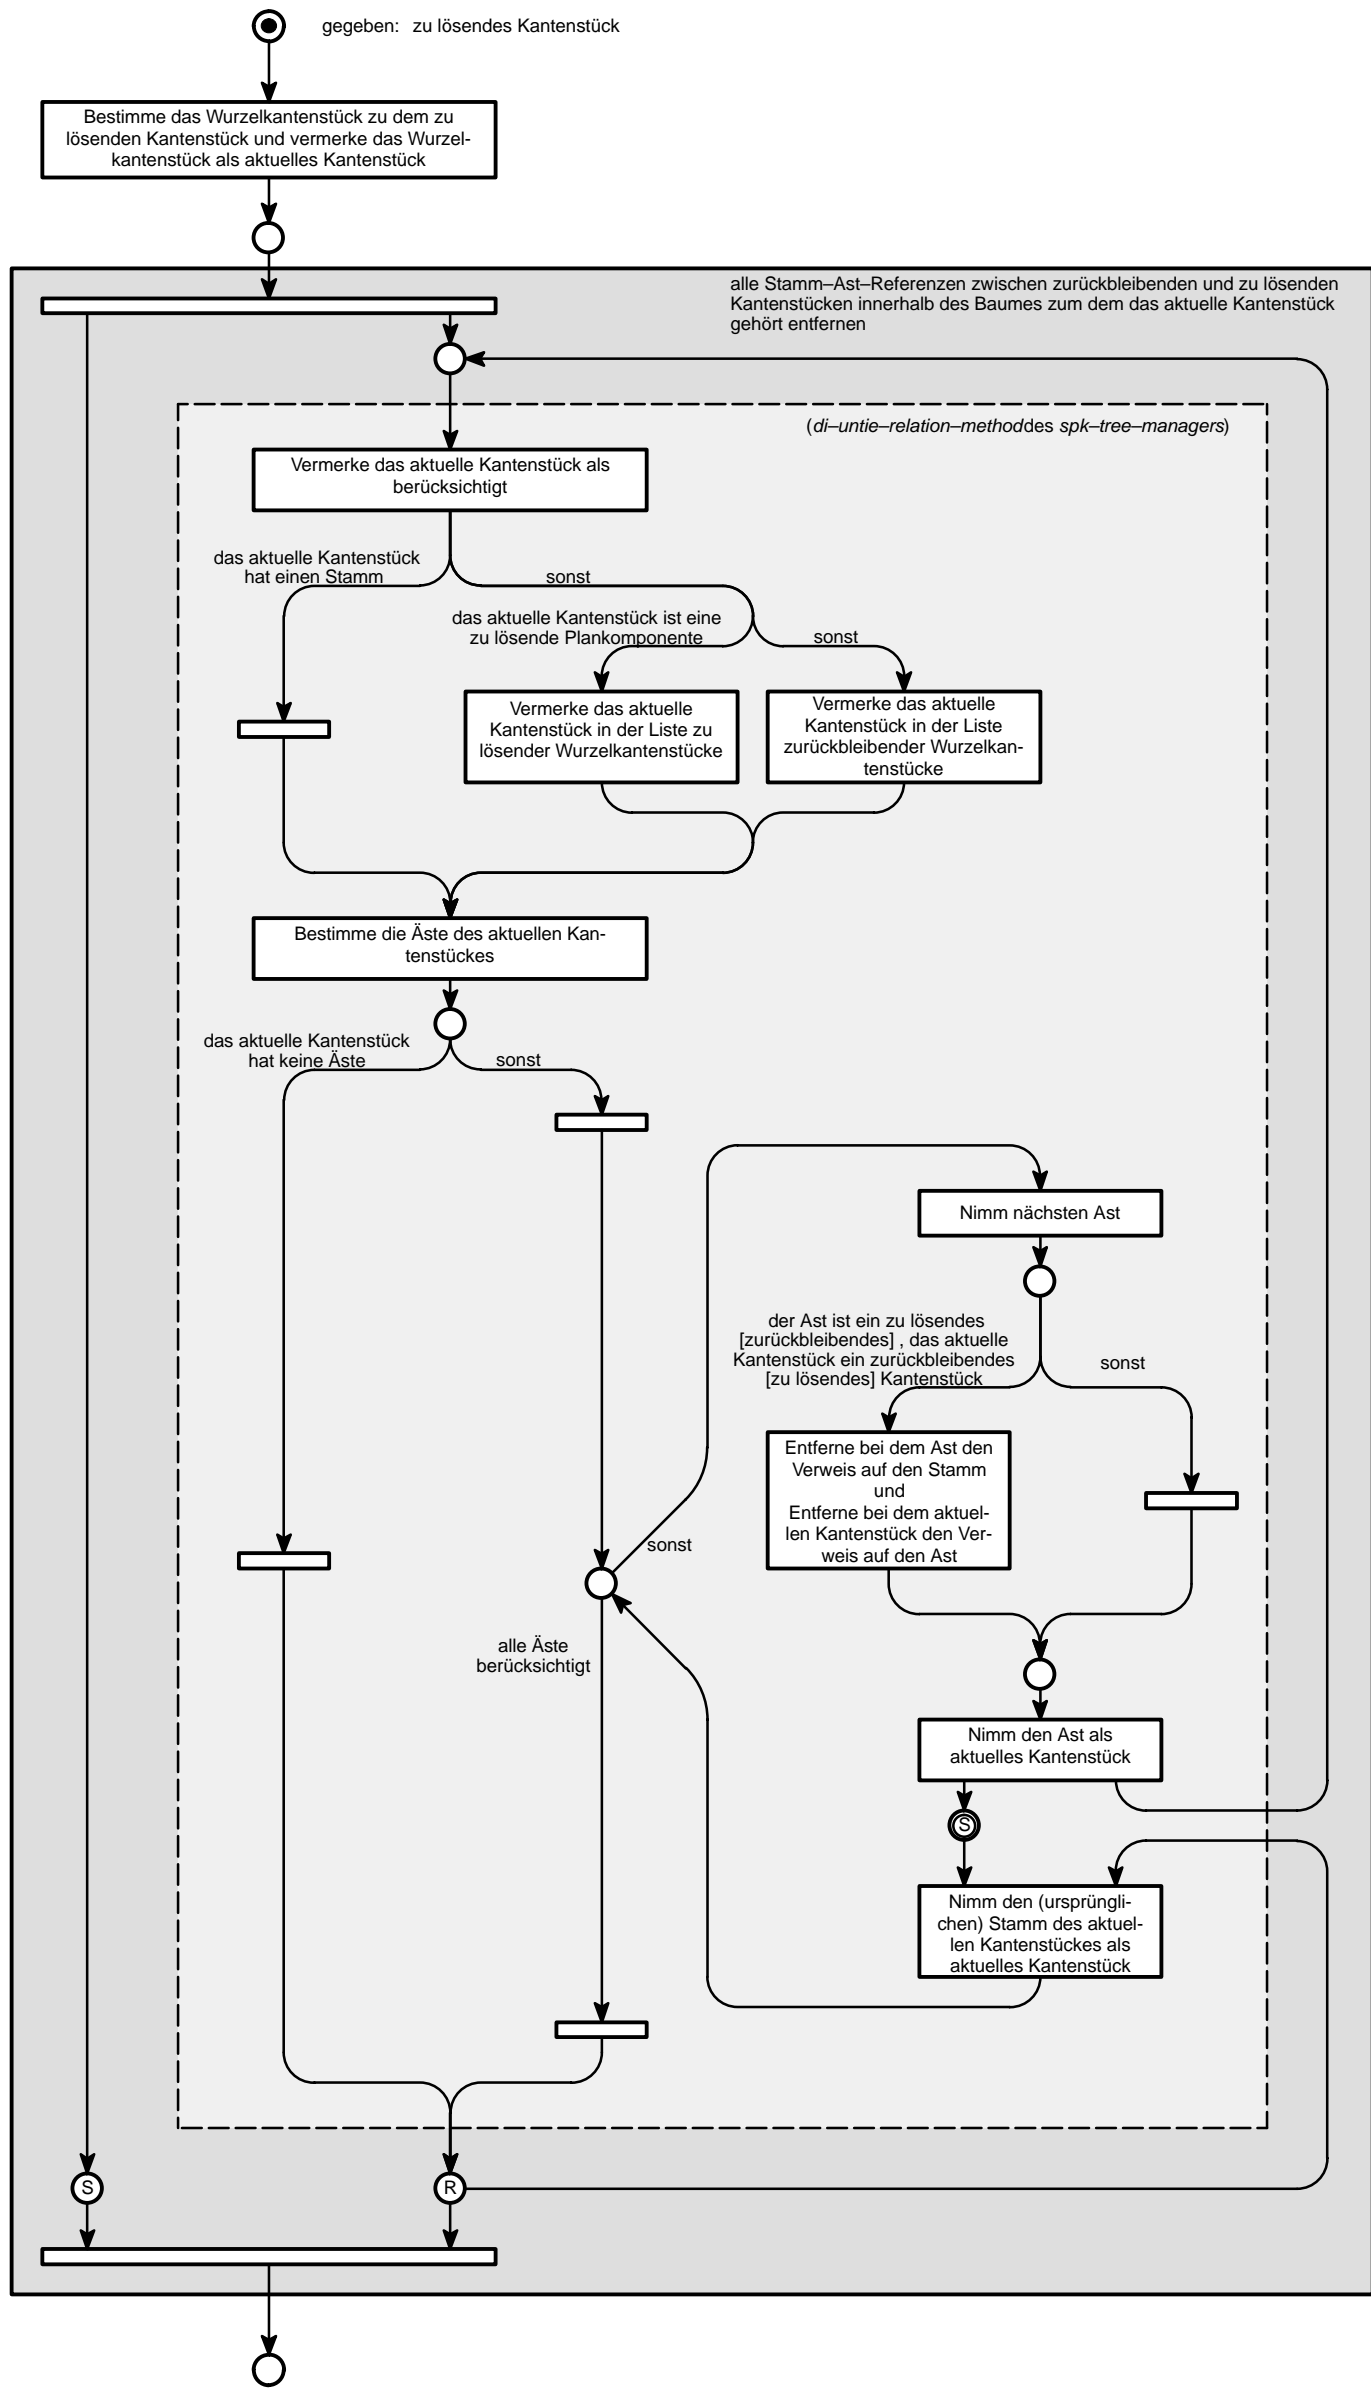 gegeben: zu lösendes Kantenstück
Bestimme das Wurzelkantenstück zu dem zu
lösenden Kantenstück und vermerke das Wurzel-
kantenstück als aktuelles Kantenstück
alle Stamm–Ast–Referenzen zwischen zurückbleibenden und zu lösenden
Kantenstücken innerhalb des Baumes zum dem das aktuelle Kantenstück
gehört entfernen
(di–untie–relation–methoddes spk–tree–managers)
Vermerke das aktuelle Kantenstück als
berücksichtigt
das aktuelle Kantenstück
hat einen Stamm
sonst
das aktuelle Kantenstück ist eine
zu lösende Plankomponente
sonst
Vermerke das aktuelle
Kantenstück in der Liste zu
lösender Wurzelkantenstücke
Vermerke das aktuelle
Kantenstück in der Liste
zurückbleibender Wurzelkan-
tenstücke
Bestimme die Äste des aktuellen Kan-
tenstückes
das aktuelle Kantenstück
hat keine Äste
sonst
Nimm nächsten Ast
der Ast ist ein zu lösendes
[zurückbleibendes] , das aktuelle
Kantenstück ein zurückbleibendes
[zu lösendes] Kantenstück
sonst
Entferne bei dem Ast den
Verweis auf den Stamm
und
Entferne bei dem aktuel-
len Kantenstück den Ver-
weis auf den Ast
sonst
alle Äste
berücksichtigt
Nimm den Ast als
aktuelles Kantenstück
S
Nimm den (ursprüngli-
chen) Stamm des aktuel-
len Kantenstückes als
aktuelles Kantenstück
S
R